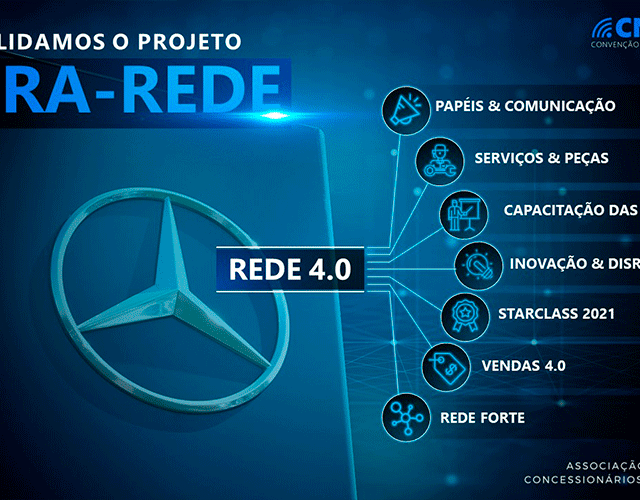 LIDAMOS O PROJETO
RA-REDE
CONVENÇÃO
PAPÉIS & COMUNICAÇÃO
SERVIÇOS & PEÇAS
CAPACITAÇÃO DAS
INOVAÇÃO & DISR
REDE 4.0
STARCLASS 2021
VENDAS 4.0
REDE FORTE
ASSOCIAÇÃO
CONCESSIONÁRIOS